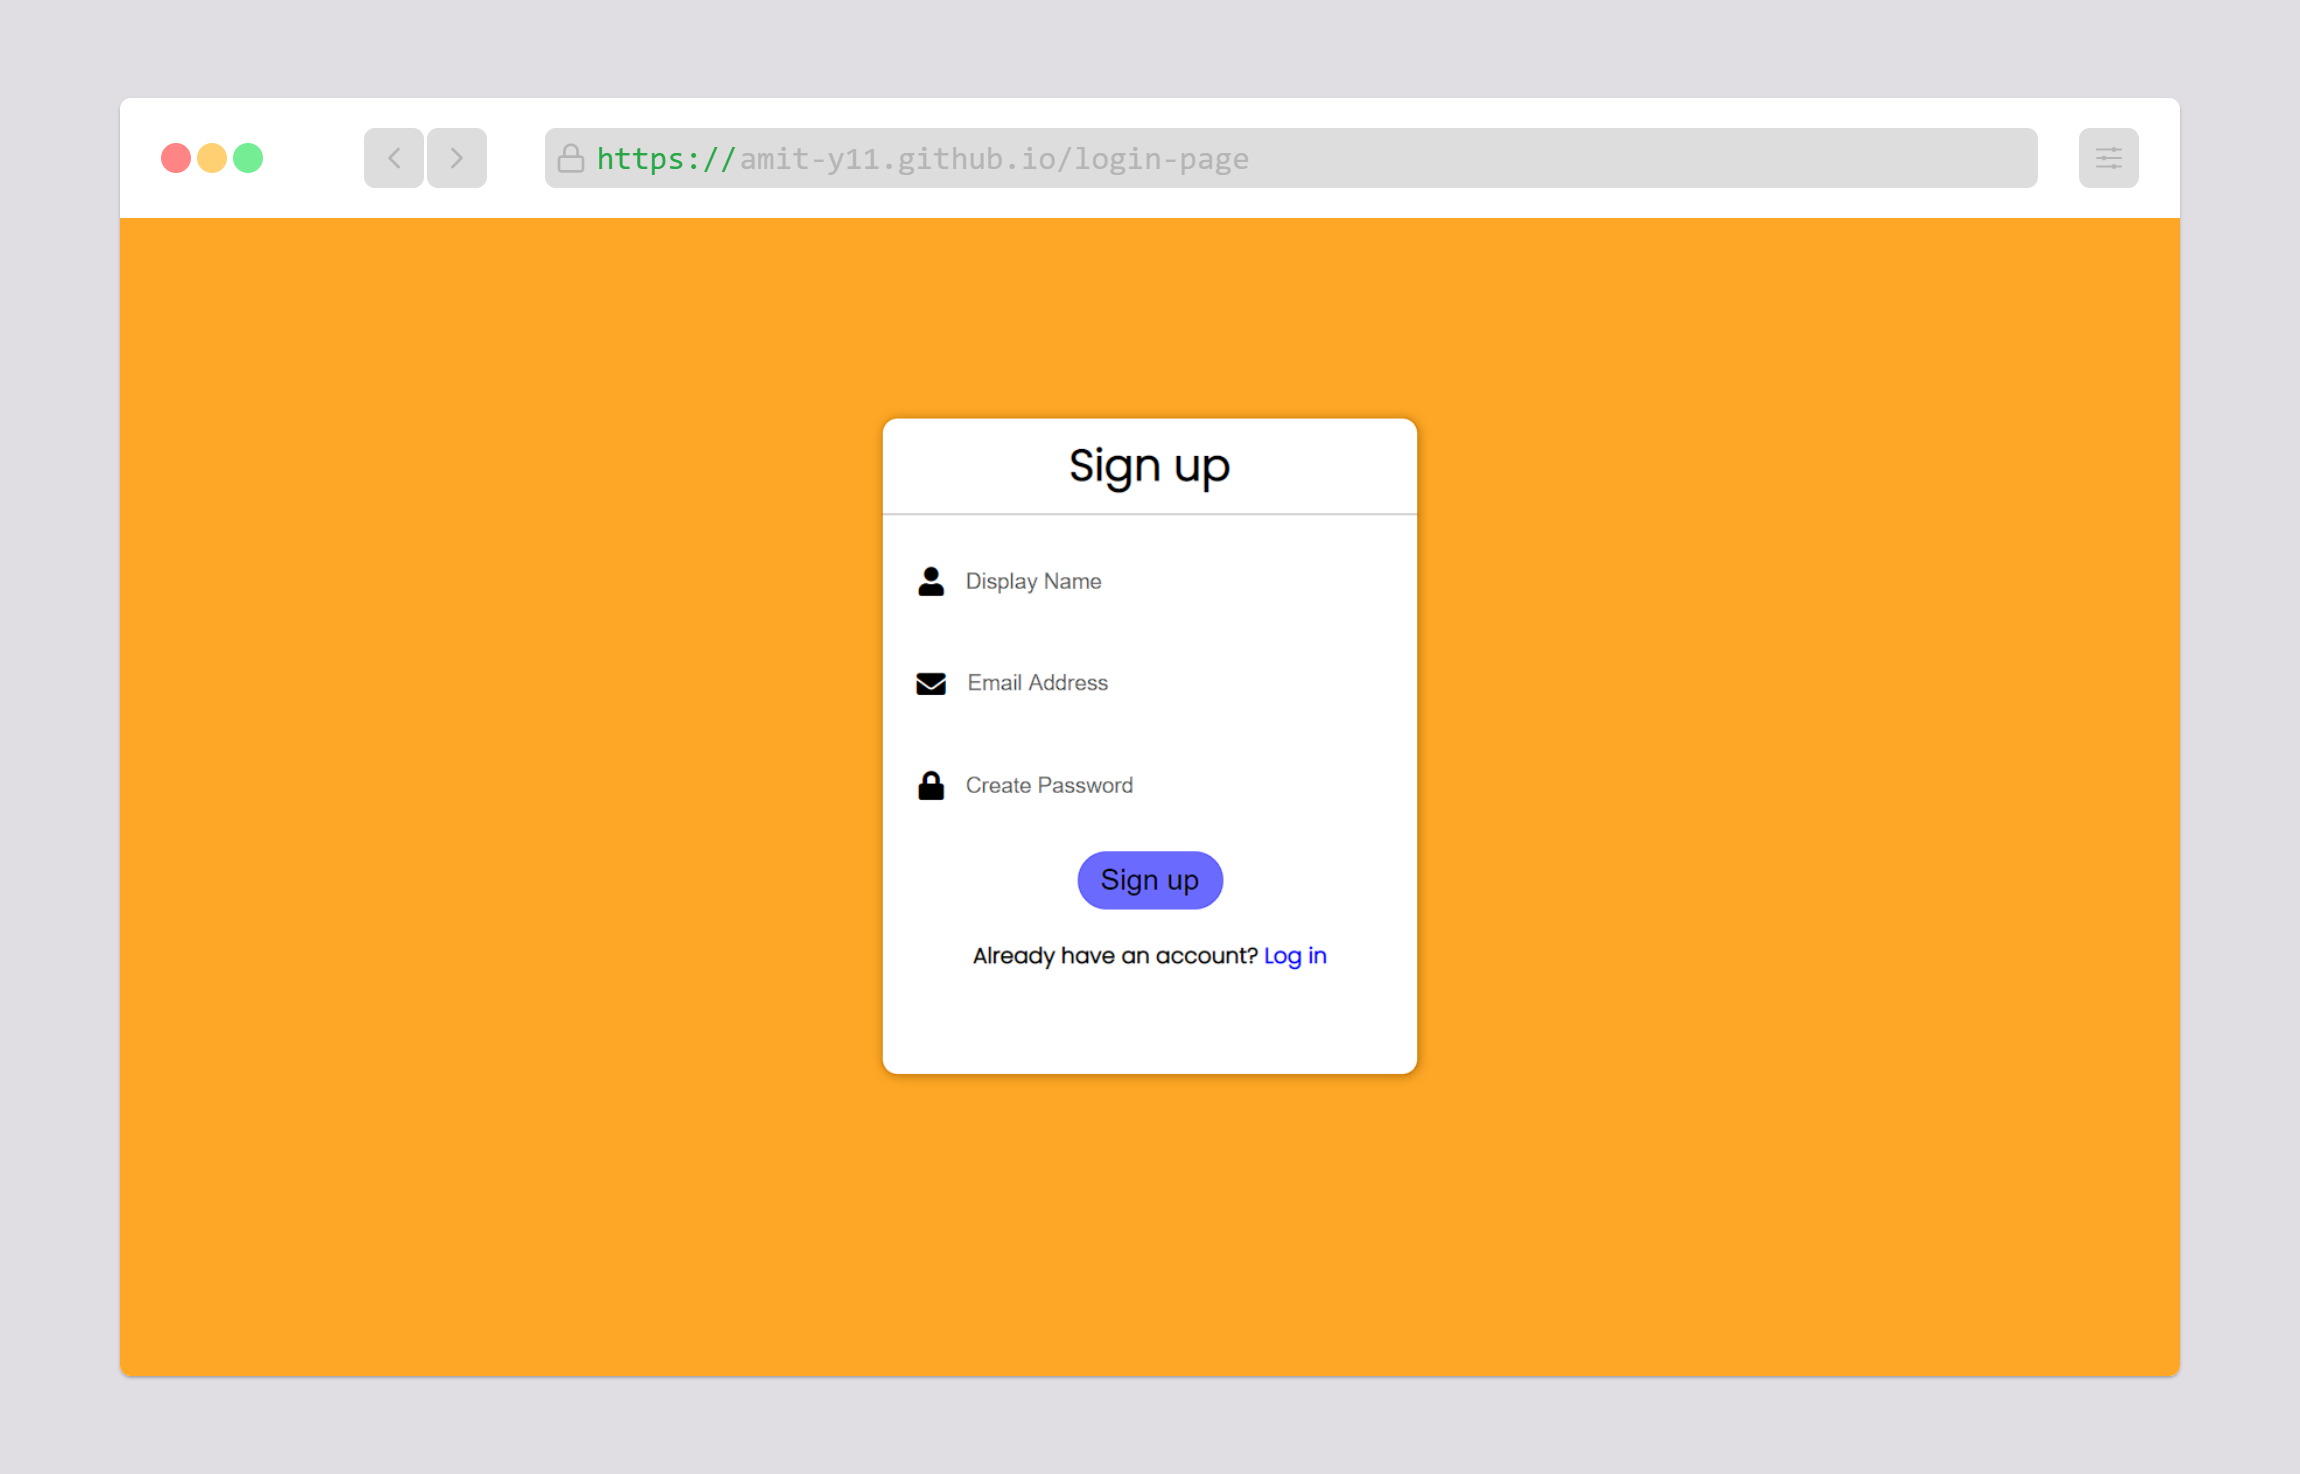 https://amit-y11.github.io/login-page
Sign up
Display Name
Email Address
Create Password
Sign up
Already have an account? Log in